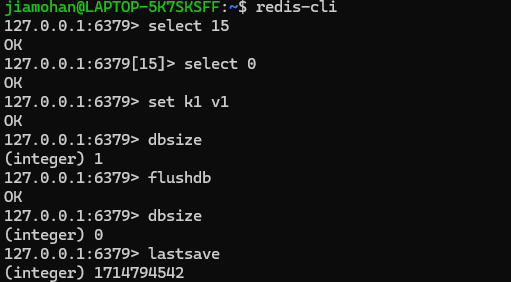 jiamohan@LAPTOP-5K7SKSFF:~$ redis-cli
127.0.0.1:6379> select 15
OK
127.0.0.1:6379[15]> select 0
OK
127.0.0.1:6379> set k1 v1
OK
127.0.0.1:6379> dbsize
(integer) 1
127.0.0.1:6379> flushdb
OK
127.0.0.1:6379> dbsize
(integer) 0
127.0.0.1:6379> lastsave
(integer) 1714794542